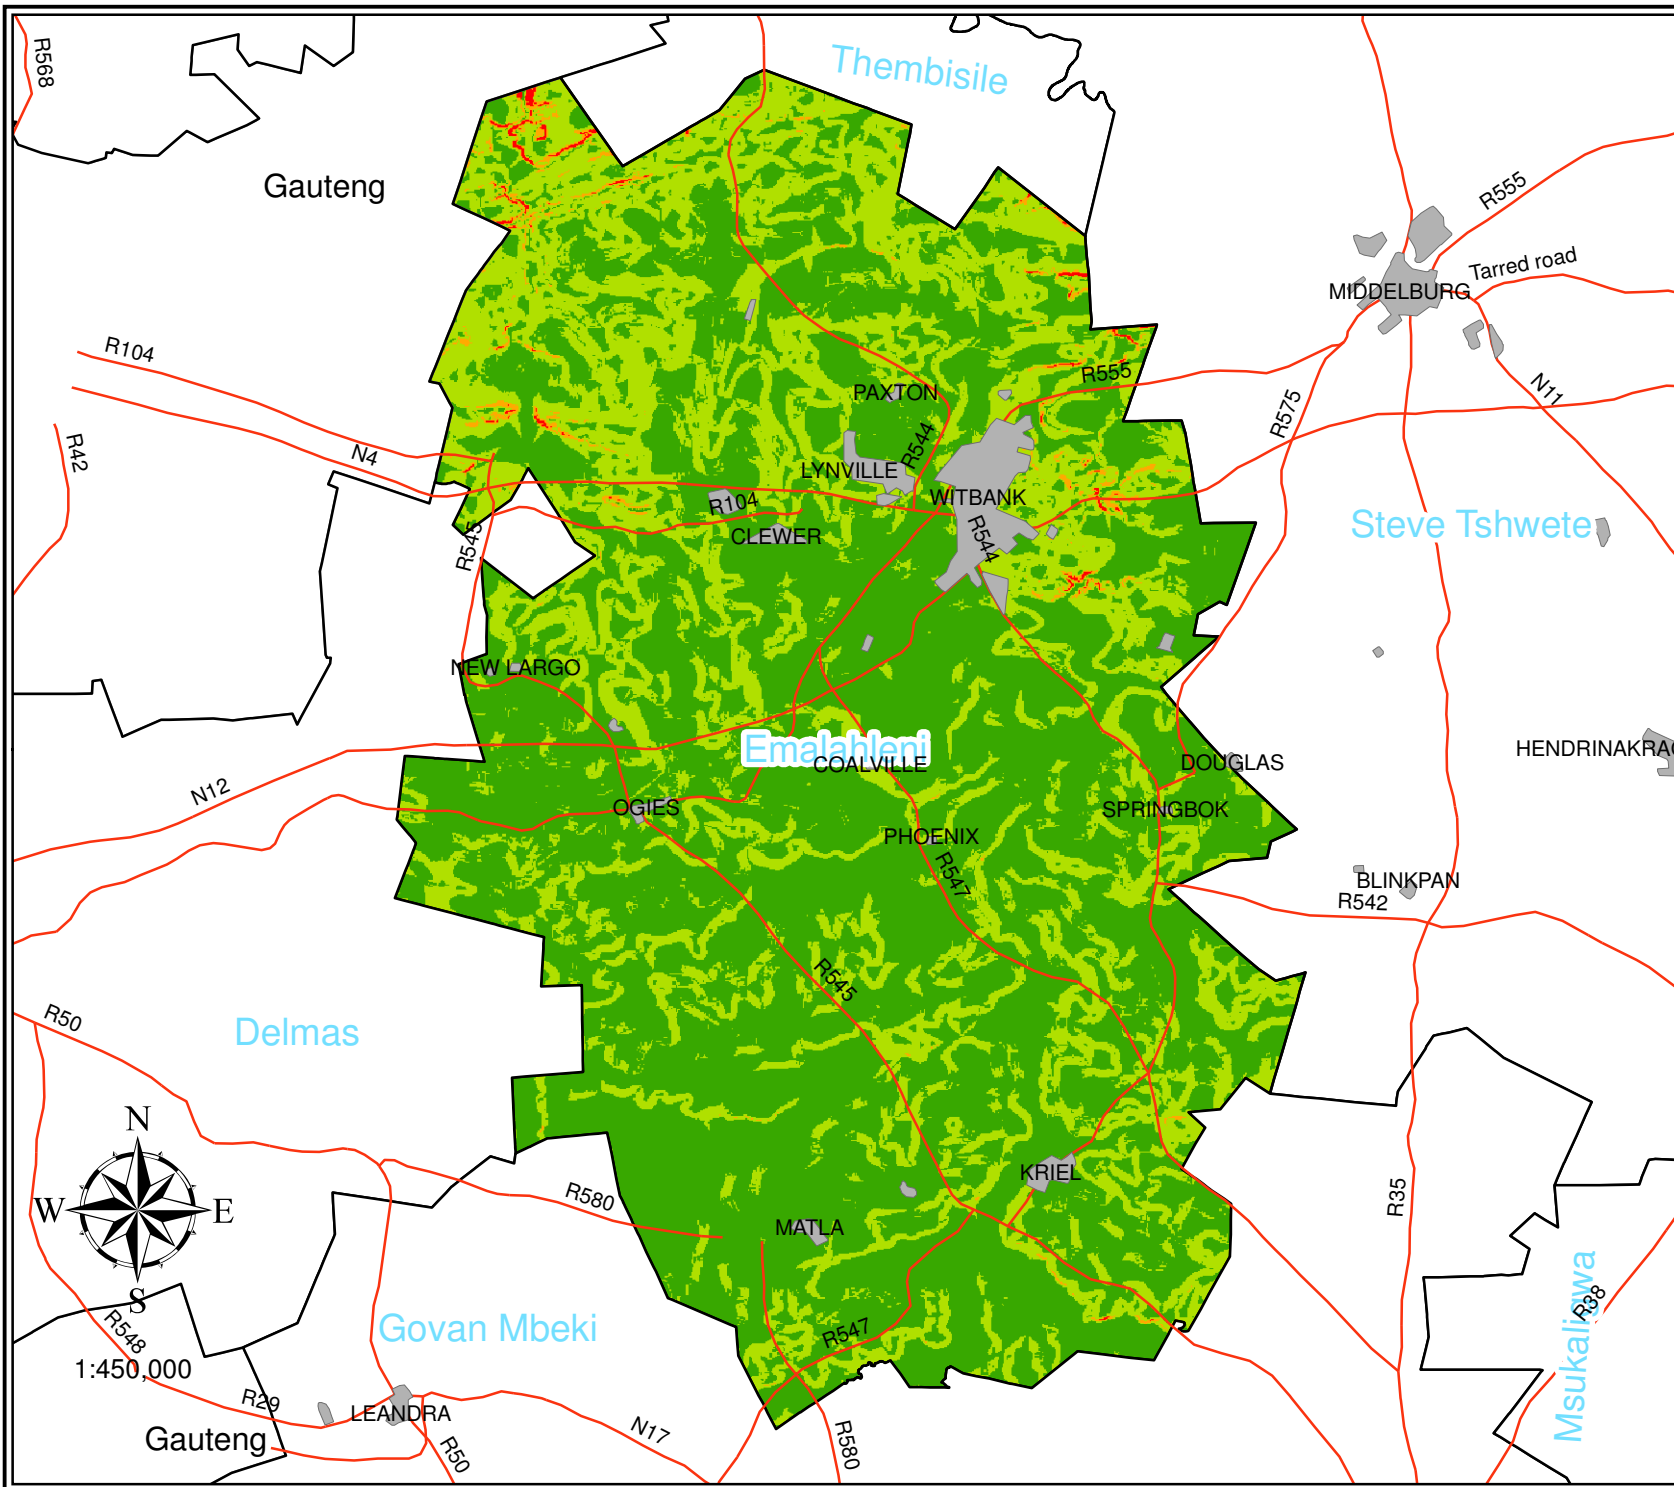 R568
Thembisile
Gauteng
R555
Tarred road
MIDDELBURG
R104
R555
PAXTON
N11
R575
R42
N4
R544
LYNVILLE
WITBANK
R104
CLEWER
R544
R545
Steve Tshwete
NEW LARGO
Emalahleni
COALVILLE
DOUGLAS
HENDRINAKRAG
N12
OGIES
SPRINGBOK
PHOENIX
R547
BLINKPAN
R542
R545
R50
Delmas
N
W
E
S
R580
KRIEL
R35
MATLA
Msukaligwa
R38
R548
Govan Mbeki
R547
1:450,000
R29
LEANDRA
Gauteng
R50
N17
R580